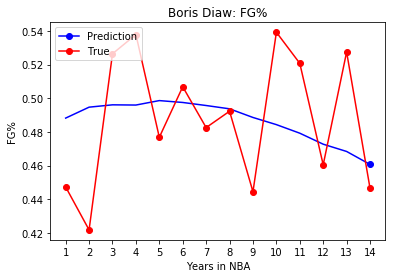 Boris Diaw: FG%
Prediction
True
0.54
0.52
0.50
0.48
0.46
0.44
0.42
FG%
1 2 3 4 5 6 7 8 9 10 11 12 13 14
Years in NBA